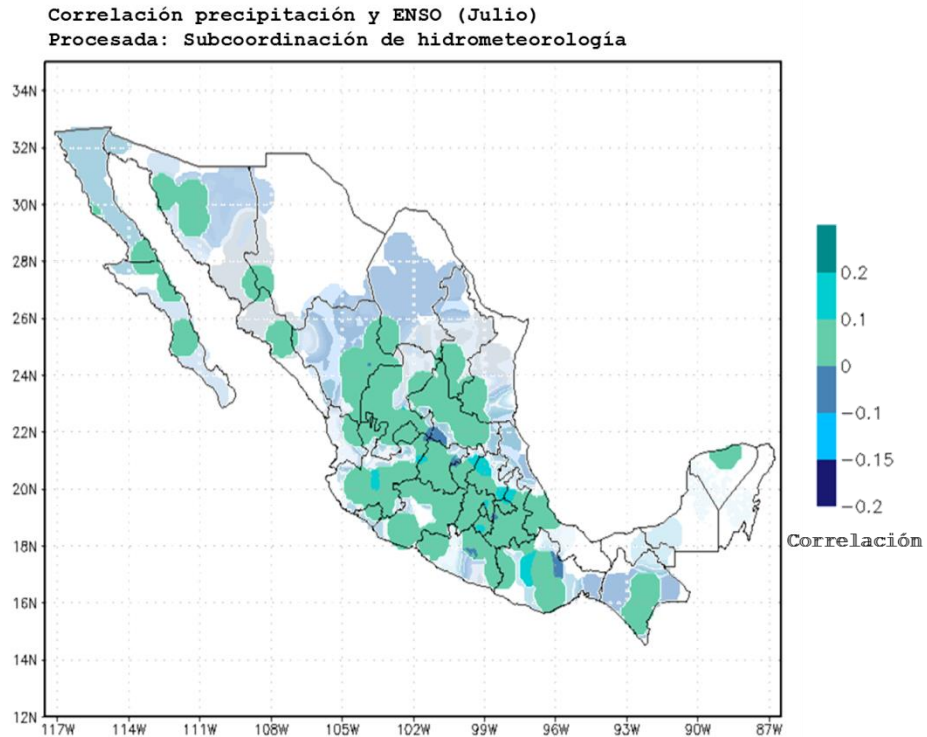 Correlación precipitación y ENSO (Julio)
Procesada: Subcoordinación de hidrometeorología
34N
32N
30N
28N
26N
24N
22N
20N
18N
16N
14N
12N
117W 114W 111W 108W 105W 102W 99W 96W 93W 90W 87W
0.2
0.1
0
−0.1
−0.15
−0.2
Correlación